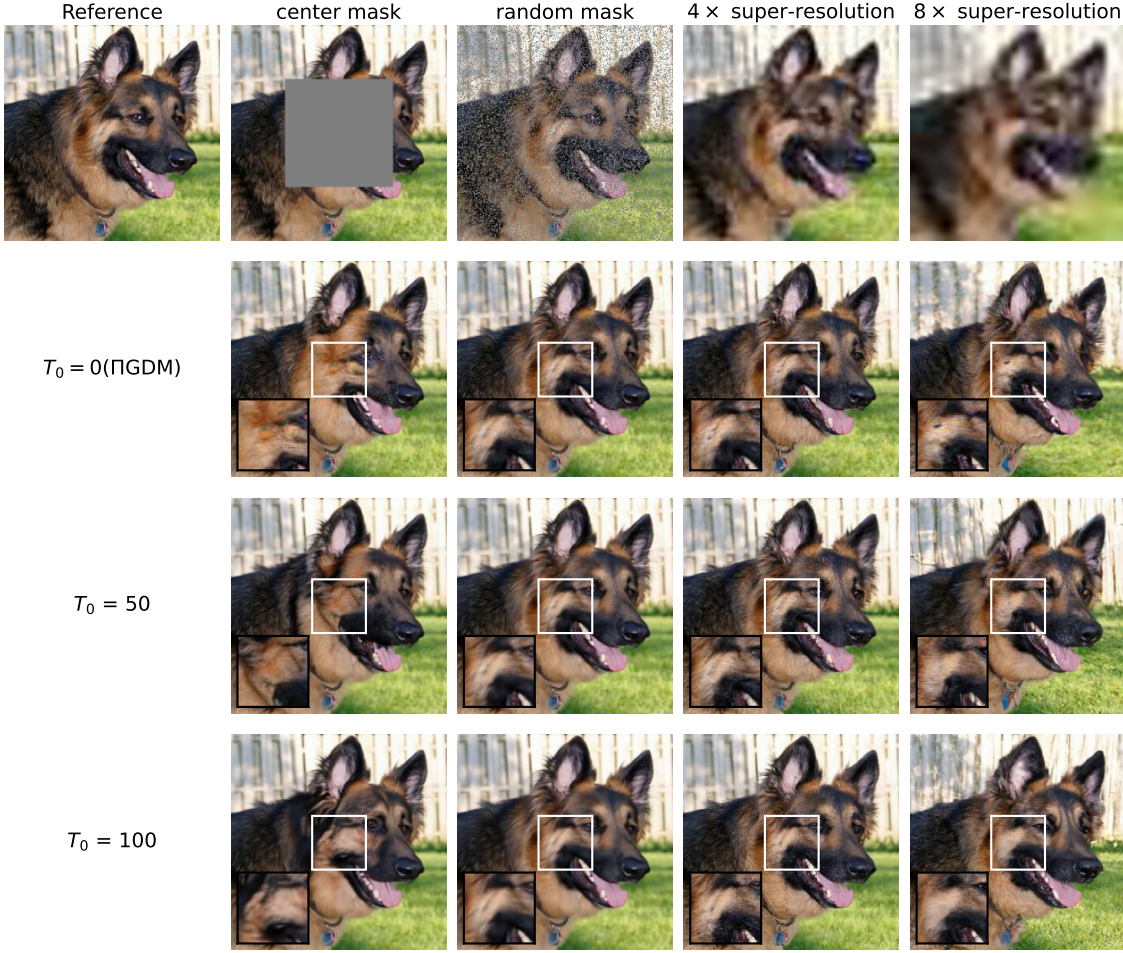 Reference
center mask
random mask
4× super-resolution
8× super-resolution
T₀ = 0(ΠGDM)
T₀ = 50
T₀ = 100